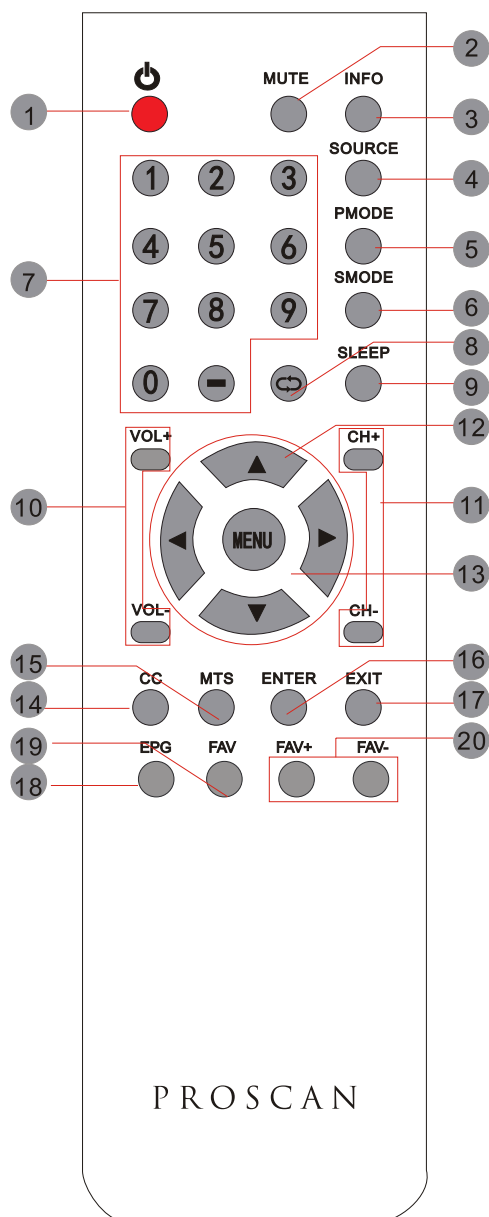 2
MUTE INFO
1 3
SOURCE
1 2 3 4
PMODE
4 5 6 5
7 SMODE
7 8 9 6
8
SLEEP
0 - 9
12
VOL+ CH+
10 11
MENU
13
VOL- CH-
15 16
CC MTS ENTER EXIT
14 17
19 20
EPG FAV FAV+ FAV-
18
PROSCAN